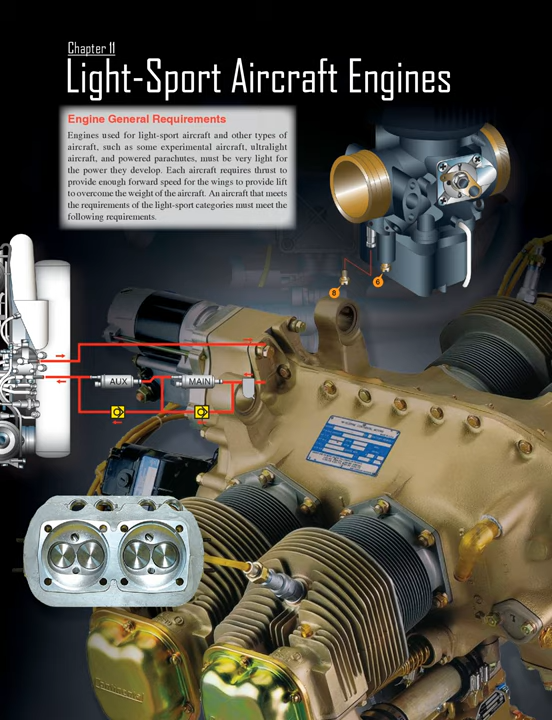 Chapter 11
Light-Sport Aircraft Engines
Engine General Requirements
Engines used for light-sport aircraft and other types of
aircraft, such as some experimental aircraft, ultralight
aircraft, and powered parachutes, must be very light for
the power they develop. Each aircraft requires thrust to
provide enough forward speed for the wings to provide lift
to overcome the weight of the aircraft. An aircraft that meets
the requirements of the light-sport categories must meet the
following requirements.
8
6
AUX
MAIN